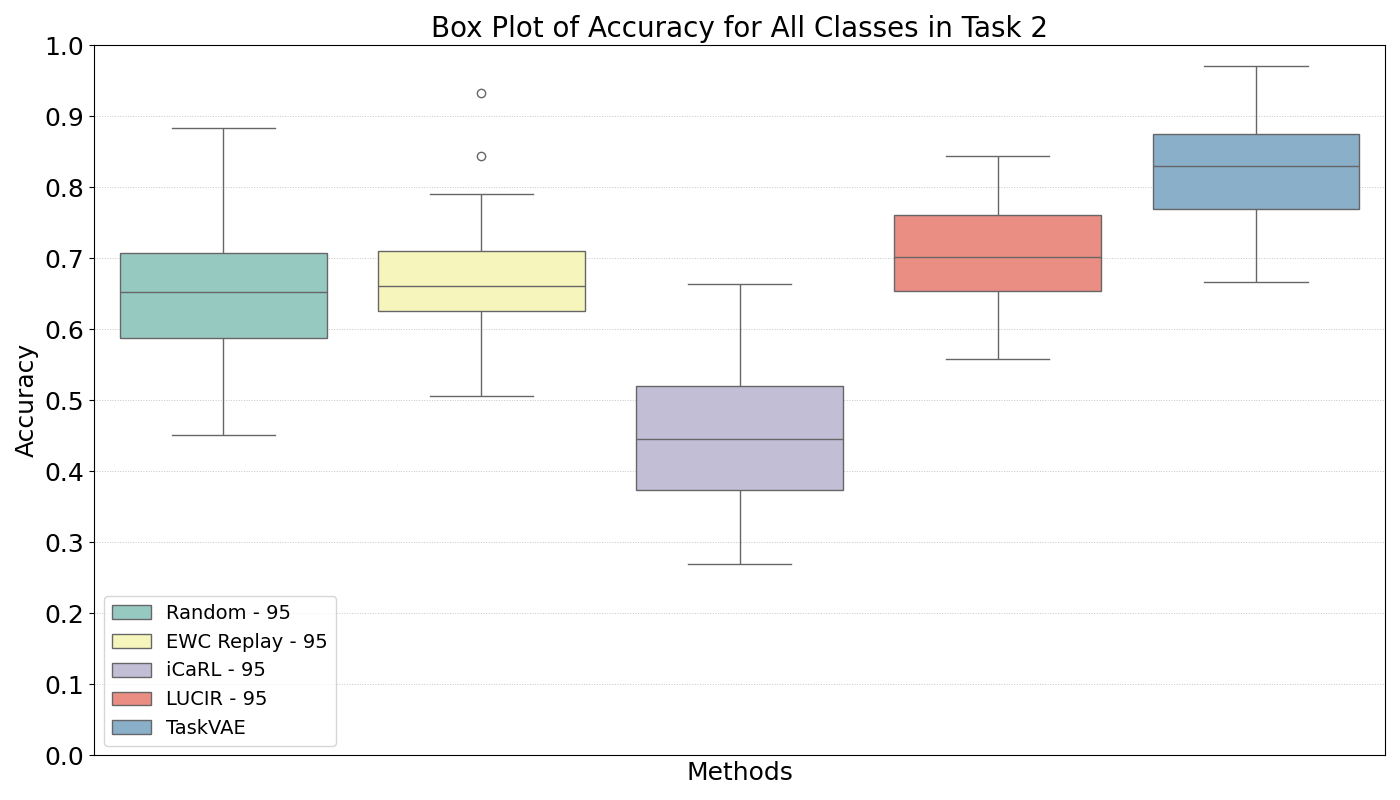 Box Plot of Accuracy for All Classes in Task 2
1.0
0.9
0.8
0.7
0.6
0.5
0.4
0.3
0.2
0.1
0.0
Accuracy
Random - 95
EWC Replay - 95
iCaRL - 95
LUCIR - 95
TaskVAE
Methods